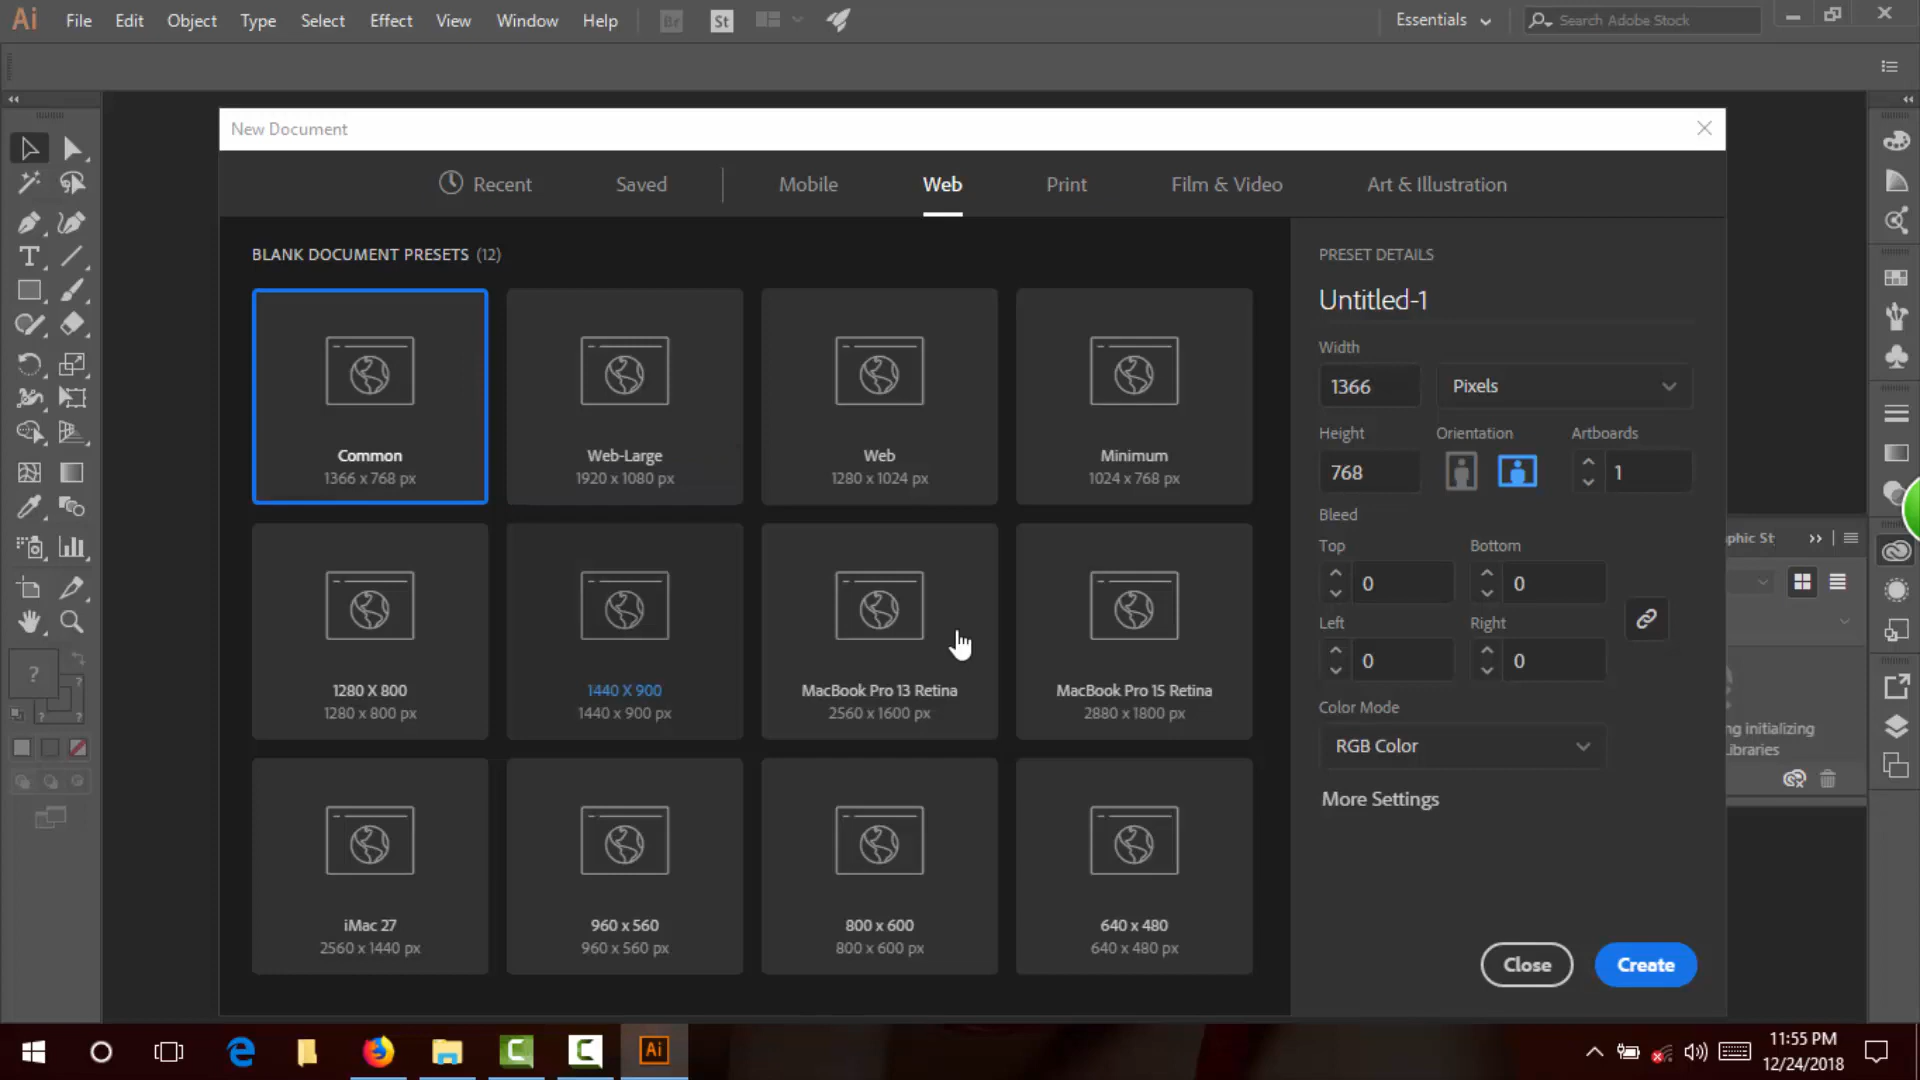 Ai File Edit Object Type Select Effect View Window Help Br St Essentials Search Adobe Stock
New Document
Recent Saved Mobile Web Print Film & Video Art & Illustration
BLANK DOCUMENT PRESETS (12)
Common Web-Large Web Minimum
1366 x 768 px 1920 x 1080 px 1280 x 1024 px 1024 x 768 px
1280 X 800 1440 X 900 MacBook Pro 13 Retina MacBook Pro 15 Retina
1280 x 800 px 1440 x 900 px 2560 x 1600 px 2880 x 1800 px
iMac 27 960 x 560 800 x 600 640 x 480
2560 x 1440 px 960 x 560 px 800 x 600 px 640 x 480 px
PRESET DETAILS
Untitled-1
Width
1366 Pixels
Height Orientation Artboards
768 1
Bleed
Top Bottom
0 0
Left Right
0 0
Color Mode
RGB Color
More Settings
Close Create
phic St
ng initializing
ibraries
T
?
? ? ?
e C C Ai
11:55 PM
12/24/2018